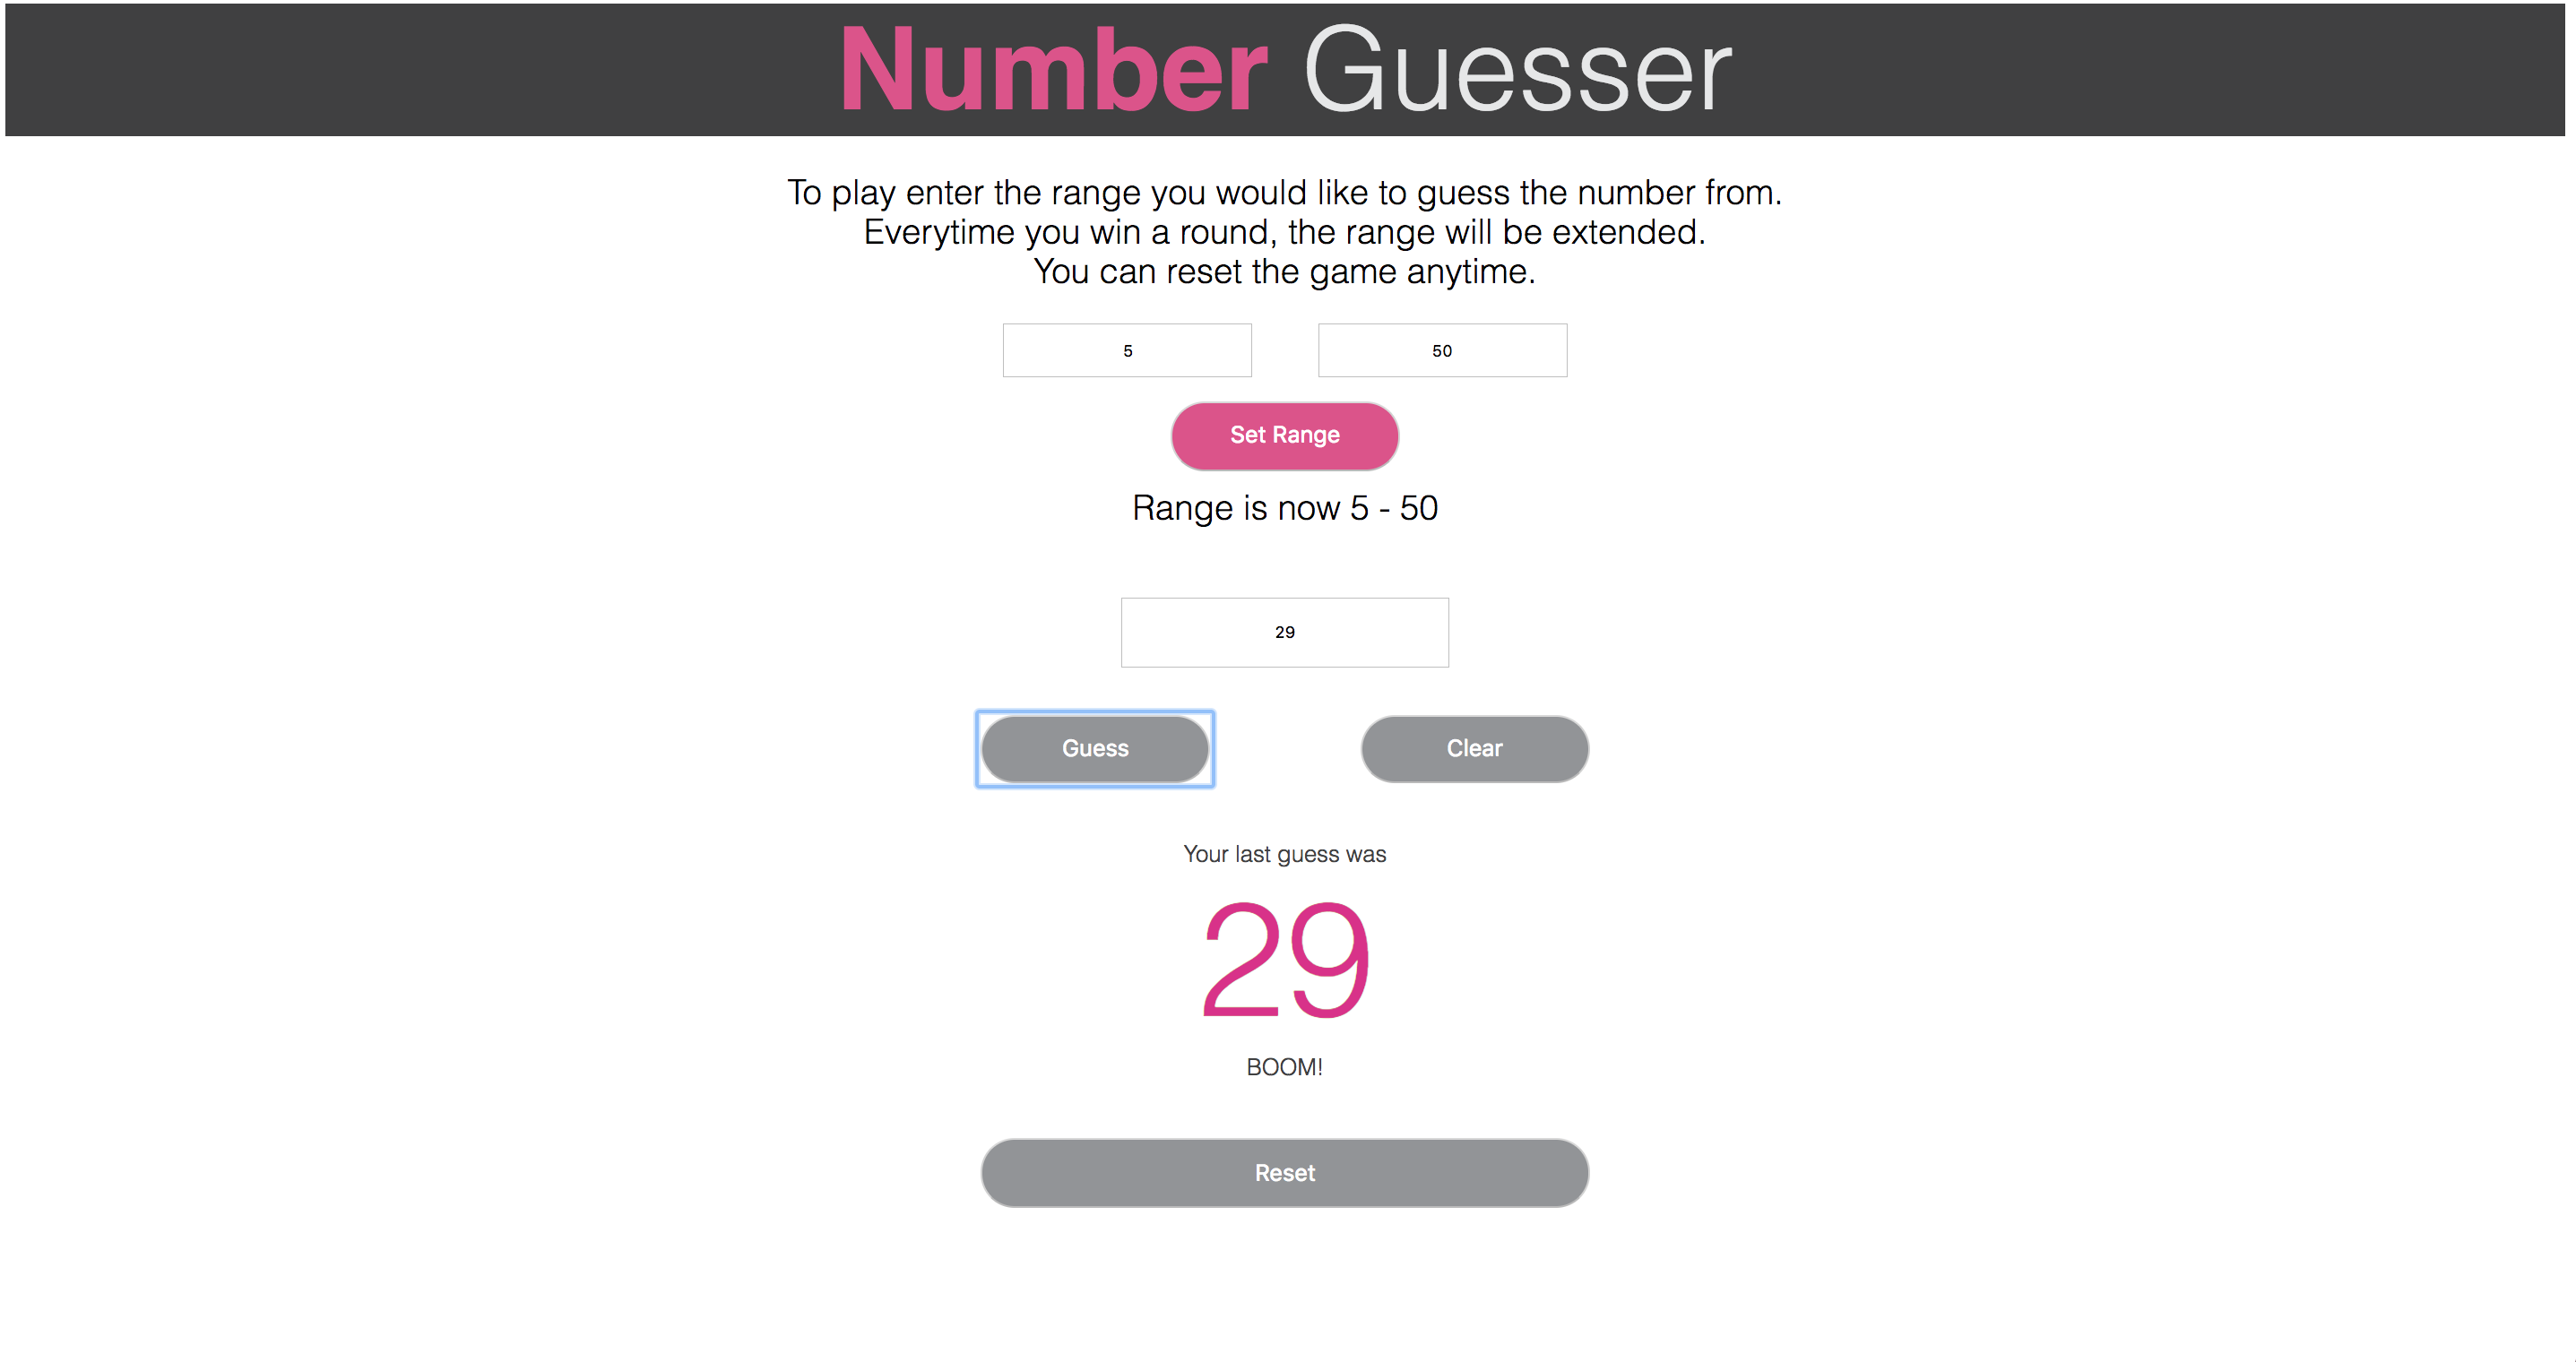 Number Guesser
To play enter the range you would like to guess the number from.
Everytime you win a round, the range will be extended.
You can reset the game anytime.
5 50
Set Range
Range is now 5 - 50
29
Guess Clear
Your last guess was
29
BOOM!
Reset